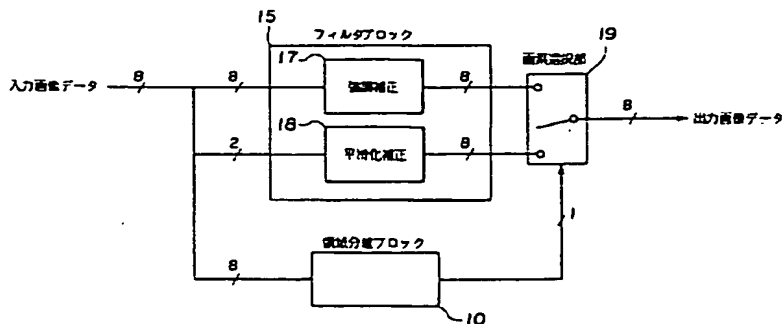 15
フィルタブロック
17
19
画素選択部
入力画像データ
8
8
強調補正
8
18
8
出力画像データ
2
平滑化補正
8
1
領域分離ブロック
8
10